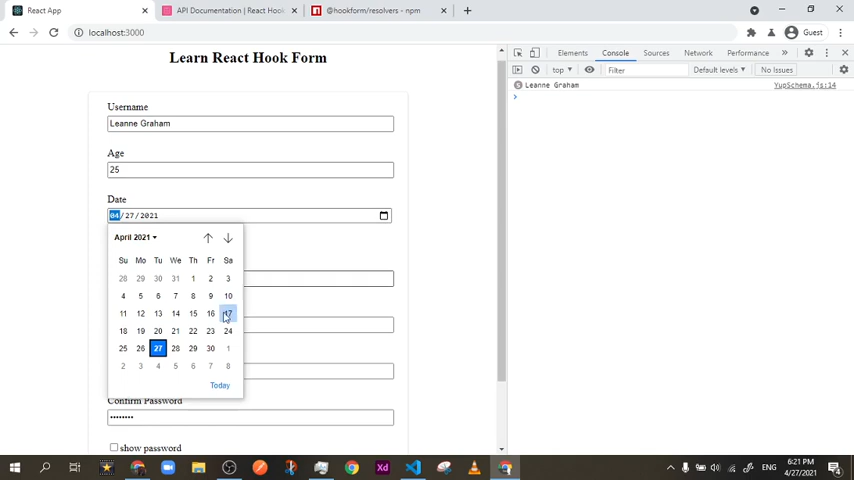 React App
API Documentation | React Hook
@hookform/resolvers - npm
localhost:3000
Guest
Learn React Hook Form
Username
Leanne Graham
Age
25
Date
04/27/2021
April 2021
Su Mo Tu We Th Fr Sa
28 29 30 31 1 2 3
4 5 6 7 8 9 10
11 12 13 14 15 16 17
18 19 20 21 22 23 24
25 26 27 28 29 30 1
2 3 4 5 6 7 8
Today
Confirm Password
••••••••
show password
Elements Console Sources Network Performance »
top Filter Default levels No Issues
5 Leanne Graham YupSchema.js:14
Xd
ENG
6:21 PM
4/27/2021
4